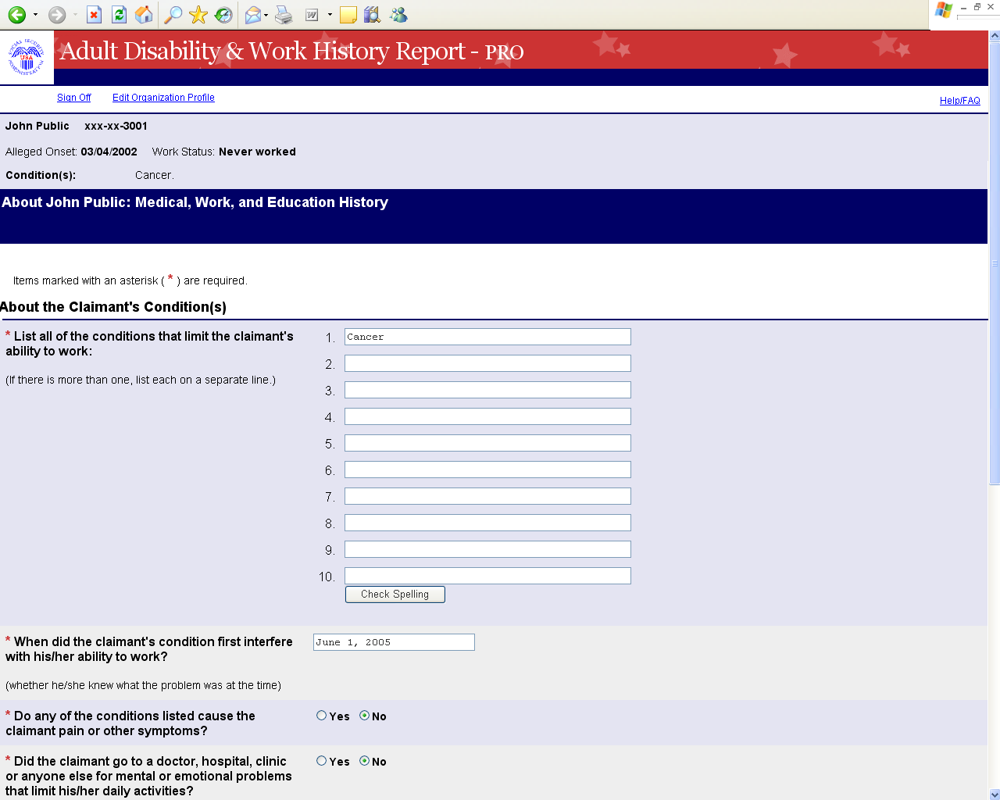 Adult Disability & Work History Report - PRO
Sign Off Edit Organization Profile Help/FAQ
John Public xxx-xx-3001
Alleged Onset: 03/04/2002 Work Status: Never worked
Condition(s): Cancer.
About John Public: Medical, Work, and Education History
Items marked with an asterisk ( * ) are required.
About the Claimant's Condition(s)
* List all of the conditions that limit the claimant's
ability to work:
(If there is more than one, list each on a separate line.)
1. Cancer
2.
3.
4.
5.
6.
7.
8.
9.
10.
Check Spelling
* When did the claimant's condition first interfere
with his/her ability to work?
June 1, 2005
(whether he/she knew what the problem was at the time)
* Do any of the conditions listed cause the
claimant pain or other symptoms?
Yes No
* Did the claimant go to a doctor, hospital, clinic
or anyone else for mental or emotional problems
that limit his/her daily activities?
Yes No